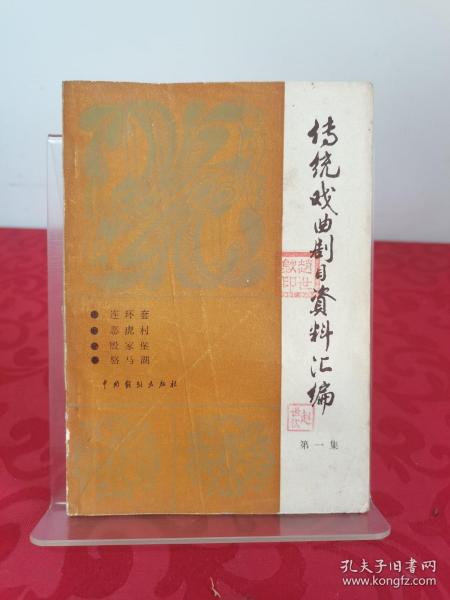 传统戏曲剧目資料汇编
第一集
连环套
恶虎村
殷家堡
骆马湖
中国戏剧出版社
孔夫子旧书网
www.kongfz.com